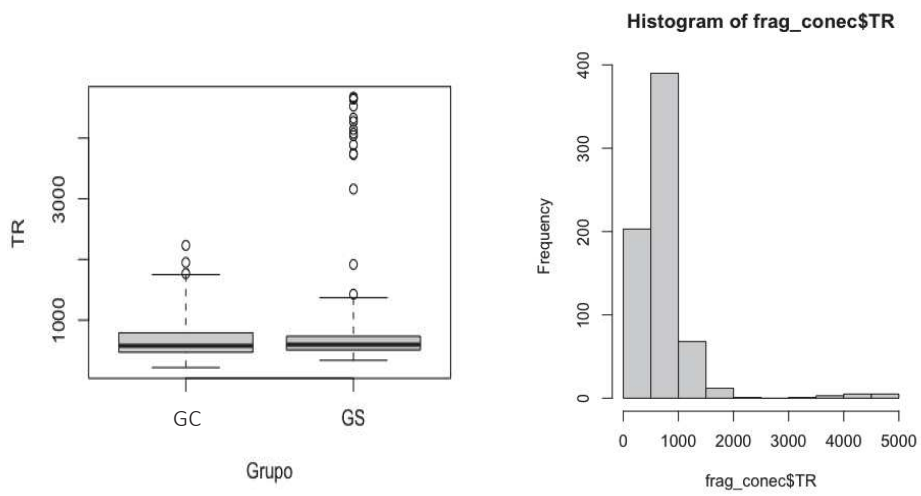 TR
3000
1000
GC GS
Grupo
Histogram of frag_conec$TR
Frequency
400
300
200
100
0
0 1000 2000 3000 4000 5000
frag_conec$TR